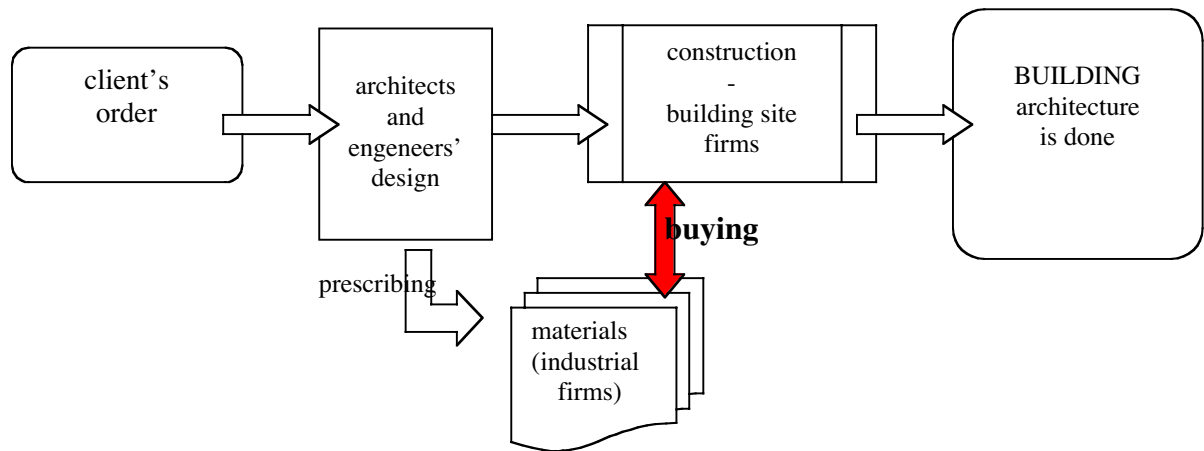 client's
order
architects
and
engeneers'
design
construction
-
building site
firms
BUILDING
architecture
is done
buying
prescribing
materials
(industrial
firms)